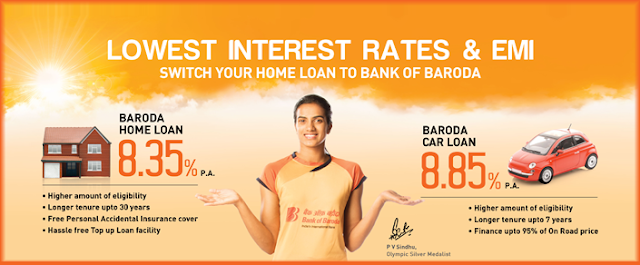 LOWEST INTEREST RATES & EMI
SWITCH YOUR HOME LOAN TO BANK OF BARODA
BARODA
HOME LOAN
8.35% P.A.
• Higher amount of eligibility
• Longer tenure upto 30 years
• Free Personal Accidental Insurance cover
• Hassle free Top up Loan facility
Bank of Baroda
P V Sindhu,
Olympic Silver Medalist
BARODA
CAR LOAN
8.85% P.A.
• Higher amount of eligibility
• Longer tenure upto 7 years
• Finance upto 95% of On Road price